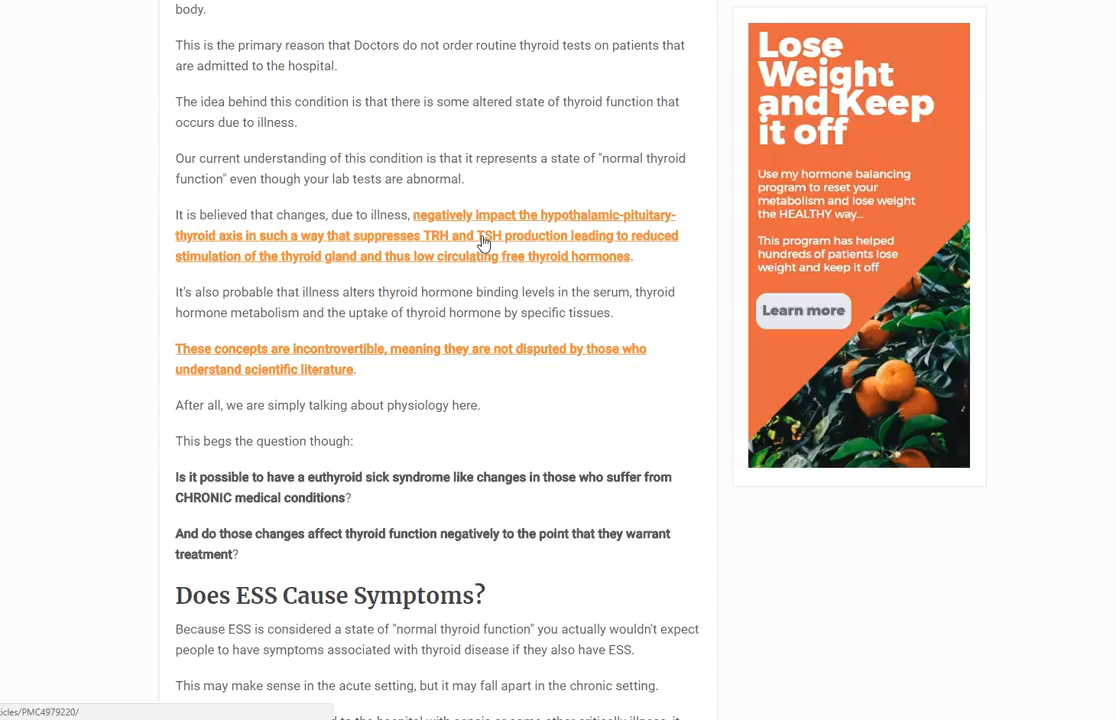 body.
This is the primary reason that Doctors do not order routine thyroid tests on patients that
are admitted to the hospital.
The idea behind this condition is that there is some altered state of thyroid function that
occurs due to illness.
Our current understanding of this condition is that it represents a state of "normal thyroid
function" even though your lab tests are abnormal.
It is believed that changes, due to illness, negatively impact the hypothalamic-pituitary-
thyroid axis in such a way that suppresses TRH and TSH production leading to reduced
stimulation of the thyroid gland and thus low circulating free thyroid hormones.
It's also probable that illness alters thyroid hormone binding levels in the serum, thyroid
hormone metabolism and the uptake of thyroid hormone by specific tissues.
These concepts are incontrovertible, meaning they are not disputed by those who
understand scientific literature.
After all, we are simply talking about physiology here.
This begs the question though:
Is it possible to have a euthyroid sick syndrome like changes in those who suffer from
CHRONIC medical conditions?
And do those changes affect thyroid function negatively to the point that they warrant
treatment?
Does ESS Cause Symptoms?
Because ESS is considered a state of "normal thyroid function" you actually wouldn't expect
people to have symptoms associated with thyroid disease if they also have ESS.
This may make sense in the acute setting, but it may fall apart in the chronic setting.
icles/PMC4979220/
Lose
Weight
and Keep
it off
Use my hormone balancing
program to reset your
metabolism and lose weight
the HEALTHY way...
This program has helped
hundreds of patients lose
weight and keep it off
Learn more